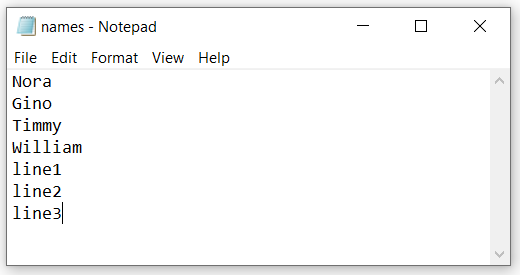 names - Notepad
File Edit Format View Help
Nora
Gino
Timmy
William
line1
line2
line3